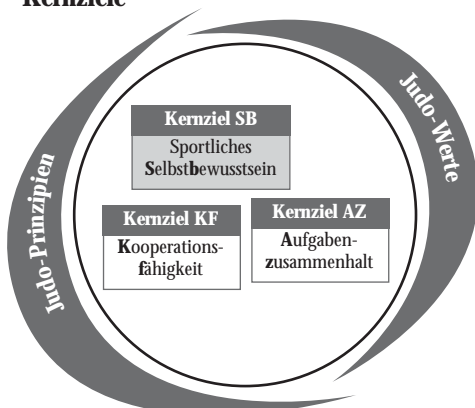 Kernziele
Judo-Werte
Kernziel SB
Sportliches
Selbstbewusstsein
Judo-Prinzipien
Kernziel KF
Kooperations-
fähigkeit
Kernziel AZ
Aufgaben-
zusammenhalt